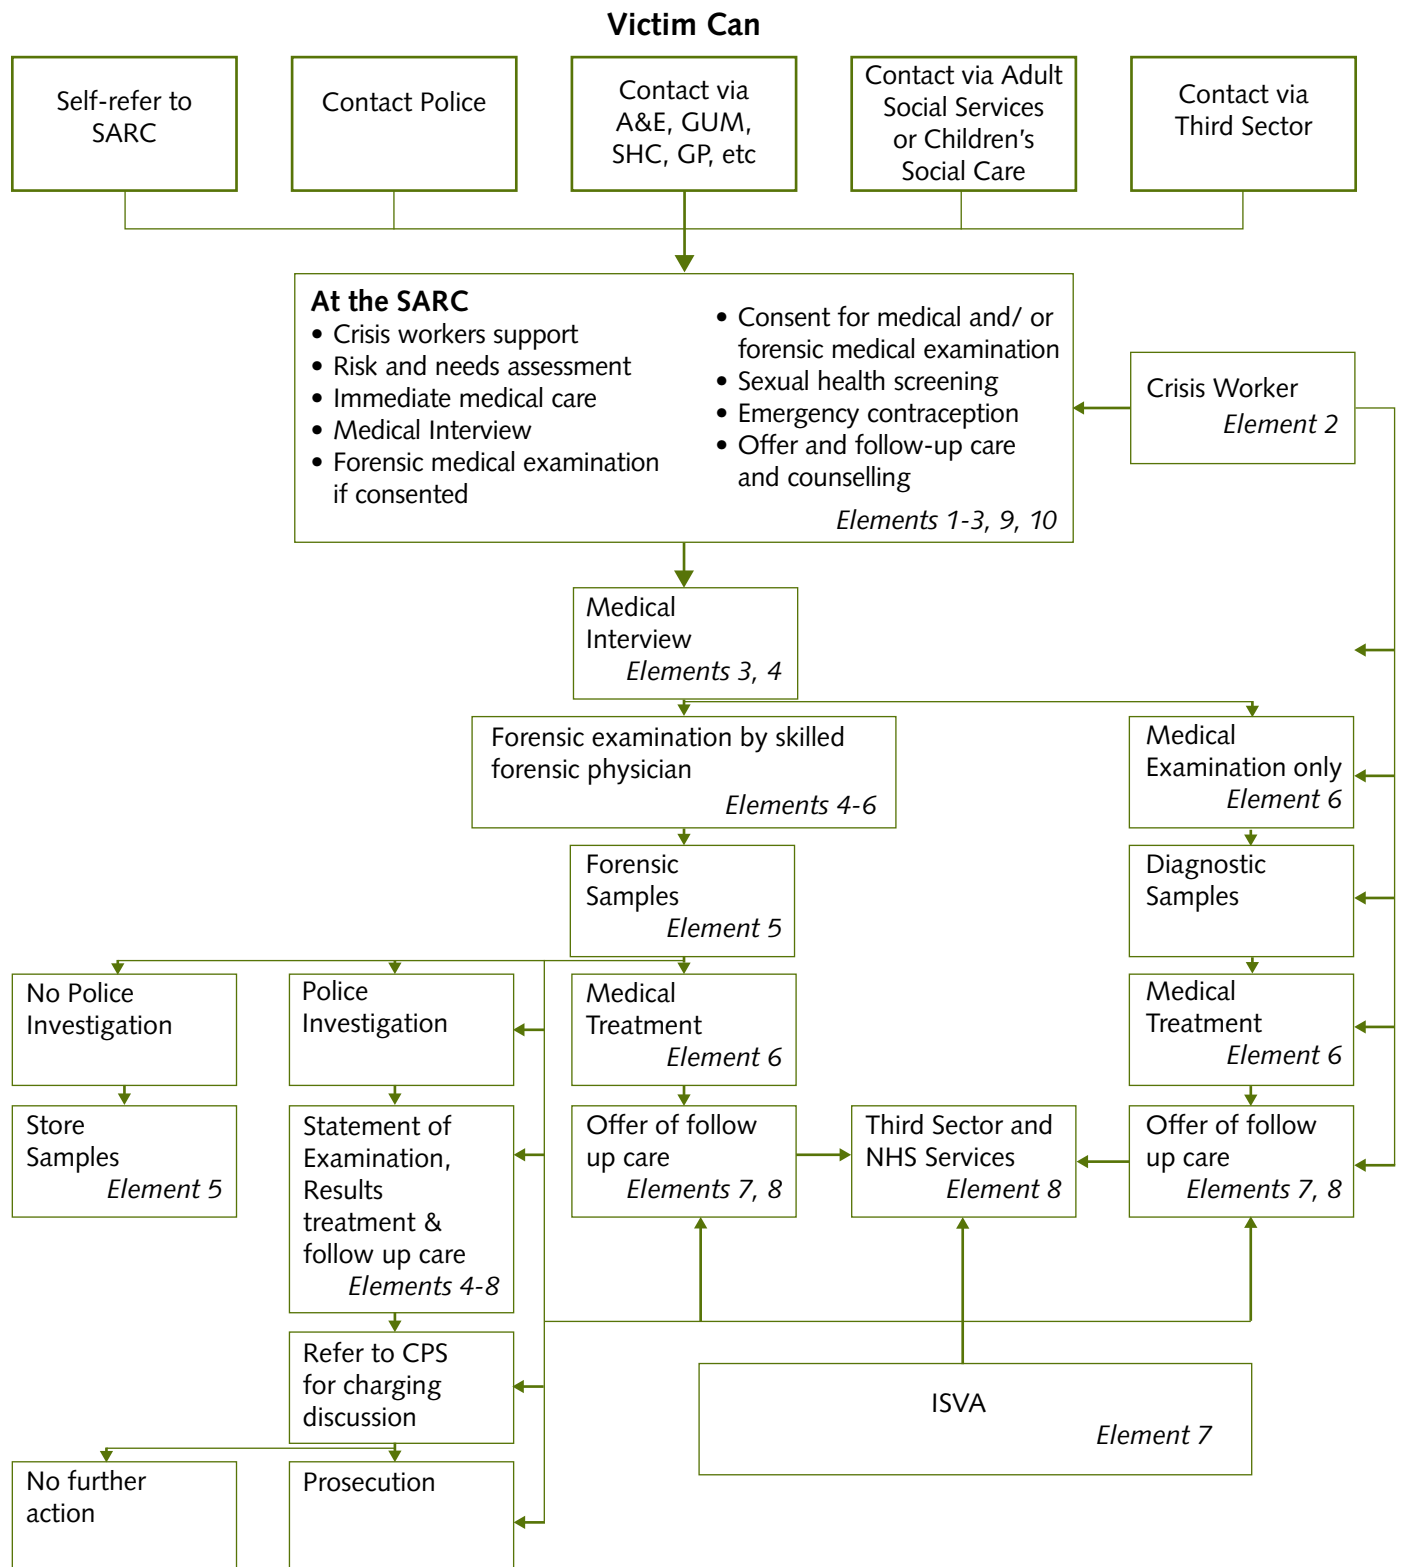 Victim Can
Self-refer to
SARC
Contact Police
Contact via
A&E, GUM,
SHC, GP, etc
Contact via Adult
Social Services
or Children's
Social Care
Contact via
Third Sector
At the SARC
• Crisis workers support
• Risk and needs assessment
• Immediate medical care
• Medical Interview
• Forensic medical examination
if consented
• Consent for medical and/ or
forensic medical examination
• Sexual health screening
• Emergency contraception
• Offer and follow-up care
and counselling
Elements 1-3, 9, 10
Crisis Worker
Element 2
Medical
Interview
Elements 3, 4
Forensic examination by skilled
forensic physician
Elements 4-6
Medical
Examination only
Element 6
Forensic
Samples
Element 5
Diagnostic
Samples
No Police
Investigation
Police
Investigation
Medical
Treatment
Element 6
Medical
Treatment
Element 6
Store
Samples
Element 5
Statement of
Examination,
Results
treatment &
follow up care
Elements 4-8
Offer of follow
up care
Elements 7, 8
Third Sector and
NHS Services
Element 8
Offer of follow
up care
Elements 7, 8
Refer to CPS
for charging
discussion
ISVA
Element 7
No further
action
Prosecution